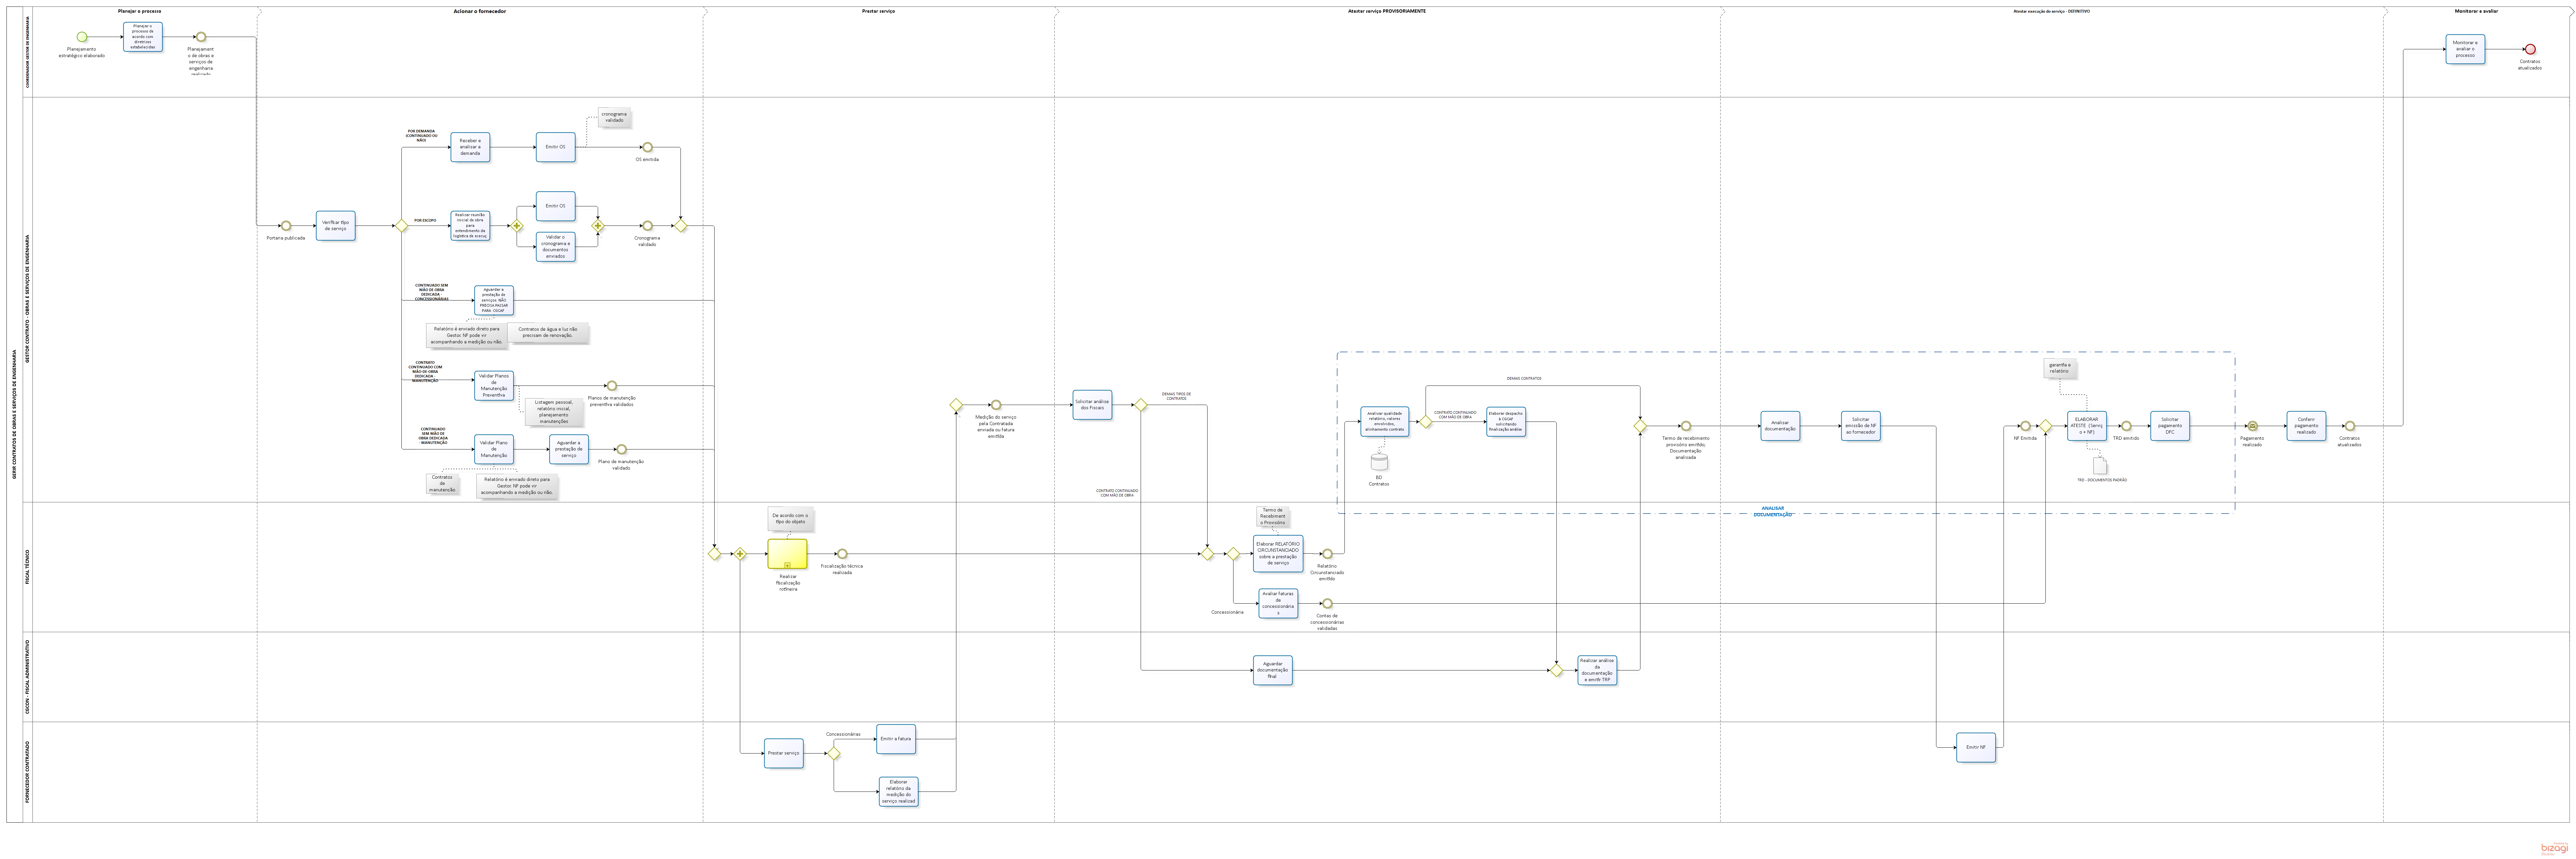 Planejar o processo
Acionar o fornecedor
Prestar serviço
Atestar serviço PROVISORIAMENTE
Atestar execução do serviço - DEFINITIVO
Monitorar e avaliar
GERIR CONTRATOS DE OBRAS E SERVIÇOS DE ENGENHARIA
COORDENADOR GESTOR DE ENGENHARIA
Planejamento
estratégico elaborado
Planejar o
processo de
acordo com
diretrizes
estabelecidas
Planejament
o de obras e
serviços de
engenharia
realizado
Monitorar e
avaliar o
processo
Contratos
atualizados
GESTOR CONTRATO - OBRAS E SERVIÇOS DE ENGENHARIA
Portaria publicada
Verificar tipo
de serviço
POR DEMANDA
(CONTINUADO OU
NÃO)
Receber e
analisar a
demanda
Emitir OS
cronograma
validado
OS emitida
POR ESCOPO
Realizar reunião
inicial de obra
para
entendimento da
logística de execuç
Emitir OS
Validar o
cronograma e
documentos
enviados
Cronograma
validado
CONTINUADO SEM
MÃO DE OBRA
DEDICADA -
CONCESSIONÁRIAS
Aguardar a
prestação de
serviços. NÃO
PRECISA PASSAR
PARA CGCAF
Relatório é enviado direto para
Gestor. NF pode vir
acompanhando a medição ou não.
Contratos de água e luz não
precisam de renovação.
CONTRATO
CONTINUADO COM
MÃO DE OBRA
DEDICADA -
MANUTENÇÃO
Validar Planos
de
Manutenção
Preventiva
Listagem pessoal,
relatório inicial,
planejamento
manutenções
Planos de manutenção
preventiva validados
CONTINUADO
SEM MÃO DE
OBRA DEDICADA
- MANUTENÇÃO
Validar Plano
de
Manutenção
Aguardar a
prestação de
serviço
Plano de manutenção
validado
Contratos
de
manutenção
Relatório é enviado direto para
Gestor. NF pode vir
acompanhando a medição ou não.
Medição do serviço
pela Contratada
enviada ou fatura
emitida
Solicitar análise
dos Fiscais
DEMAIS TIPOS DE
CONTRATOS
CONTRATO CONTINUADO
COM MÃO DE OBRA
Analisar qualidade
relatório, valores
envolvidos,
alinhamento contrato
BD
Contratos
DEMAIS CONTRATOS
CONTRATO CONTINUADO
COM MÃO DE OBRA
Elaborar despacho
à CGCAF
solicitando
finalização análise
Termo de recebimento
provisório emitido;
Documentação
analisada
Analisar
documentação
Solicitar
emissão de NF
ao fornecedor
NF Emitida
garantia e
relatório
ELABORAR
ATESTE (Serviç
o + NF)
TRD - DOCUMENTOS PADRÃO
TRD emitido
Solicitar
pagamento
DFC
Pagamento
realizado
Conferir
pagamento
realizado
Contratos
atualizados
ANALISAR
DOCUMENTAÇÃO
FISCAL TÉCNICO
De acordo com o
tipo do objeto
Realizar
fiscalização
rotineira
Fiscalização técnica
realizada
Termo de
Recebiment
o Provisório
Elaborar RELATÓRIO
CIRCUNSTANCIADO
sobre a prestação
de serviço
Relatório
Circunstanciado
emitido
Concessionária
Avaliar faturas
de
concessionária
s
Contas de
concessionárias
validadas
CGCON - FISCAL ADMINISTRATIVO
Aguardar
documentação
final
Realizar análise
da
documentação
e emitir TRP
FORNECEDOR CONTRATADO
Prestar serviço
Concessionárias
Emitir a fatura
Elaborar
relatório da
medição do
serviço realizad
Emitir NF
bizagi